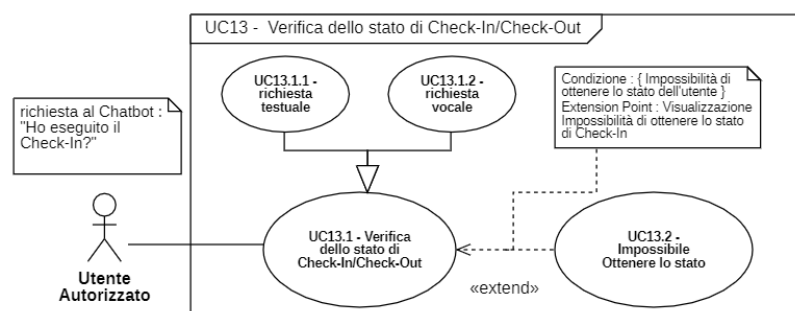 UC13 - Verifica dello stato di Check-In/Check-Out
UC13.1.1 -
richiesta
testuale
UC13.1.2 -
richiesta
vocale
Condizione : { Impossibilità di
ottenere lo stato dell'utente }
Extension Point : Visualizzazione
Impossibilità di ottenere lo stato
di Check-In
richiesta al Chatbot :
"Ho eseguito il
Check-In?"
UC13.1 - Verifica
dello stato di
Check-In/Check-Out
UC13.2 -
Impossibile
Ottenere lo stato
«extend»
Utente
Autorizzato